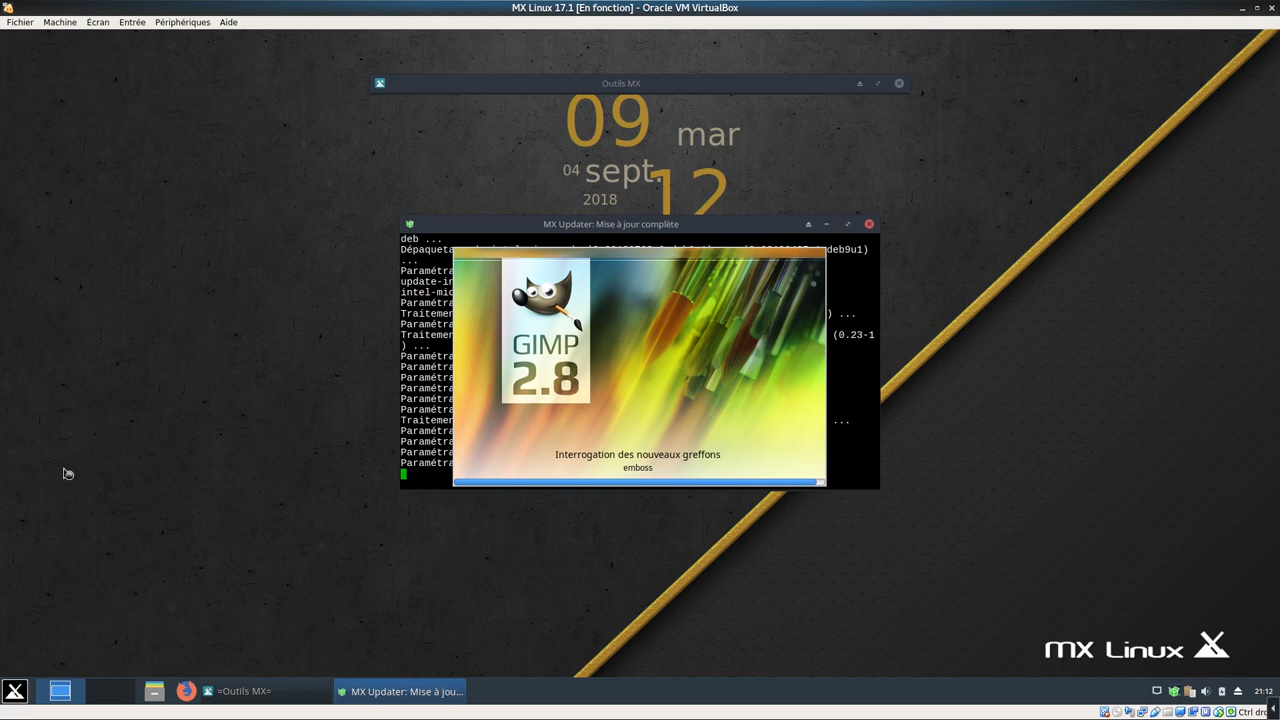 MX Linux 17.1 [En fonction] - Oracle VM VirtualBox
Fichier Machine Écran Entrée Périphériques Aide
Outils MX
09 mar
04 sept.
2018
12
MX Updater: Mise à jour complète
deb ...
Dépaqueta deb9u1)
...
Paramétra
update-in
intel-mic
Paramétra
Traitemen ) ...
Paramétra
Traitemen (0.23-1
) ...
Paramétra
Paramétra
Paramétra
Paramétra
Paramétra
Paramétra
Traitemen ...
Paramétra
Paramétra
Paramétra
Paramétra
GIMP
2.8
Interrogation des nouveaux greffons
emboss
MX Linux
=Outils MX=
MX Updater: Mise à jou...
21:12
Ctrl